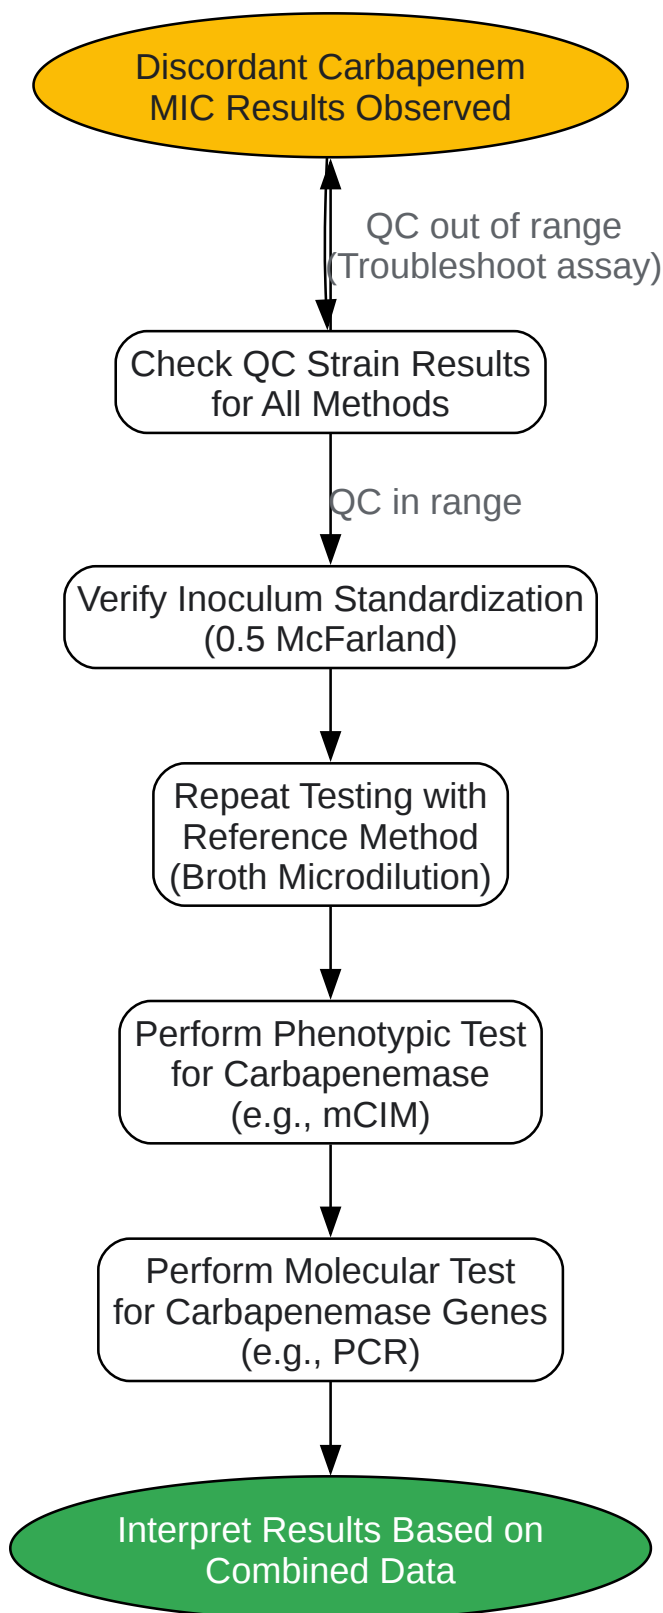 Discordant Carbapenem
MIC Results Observed
QC out of range
(Troubleshoot assay)
Check QC Strain Results
for All Methods
QC in range
Verify Inoculum Standardization
(0.5 McFarland)
Repeat Testing with
Reference Method
(Broth Microdilution)
Perform Phenotypic Test
for Carbapenemase
(e.g., mCIM)
Perform Molecular Test
for Carbapenemase Genes
(e.g., PCR)
Interpret Results Based on
Combined Data